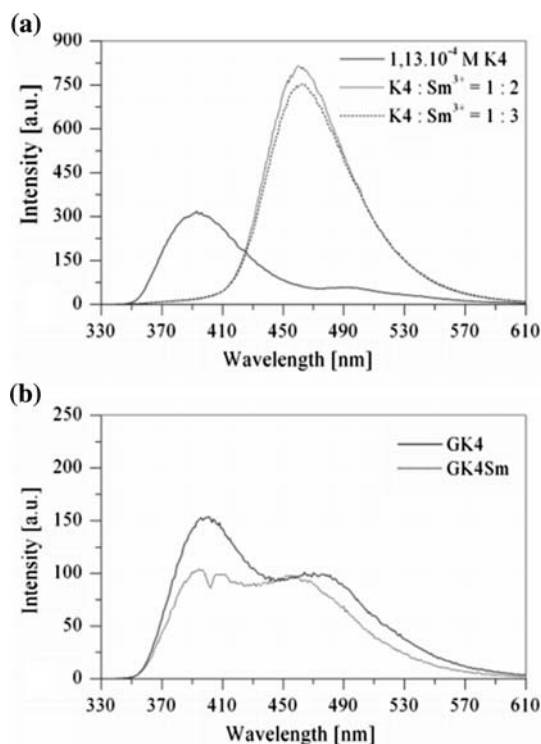 (a)
900
750
600
450
300
150
0
Intensity [a.u.]
1,13.10⁻⁴ M K4
K4 : Sm³⁺ = 1 : 2
K4 : Sm³⁺ = 1 : 3
330 370 410 450 490 530 570 610
Wavelength [nm]
(b)
250
200
150
100
50
0
Intensity [a.u.]
GK4
GK4Sm
330 370 410 450 490 530 570 610
Wavelength [nm]